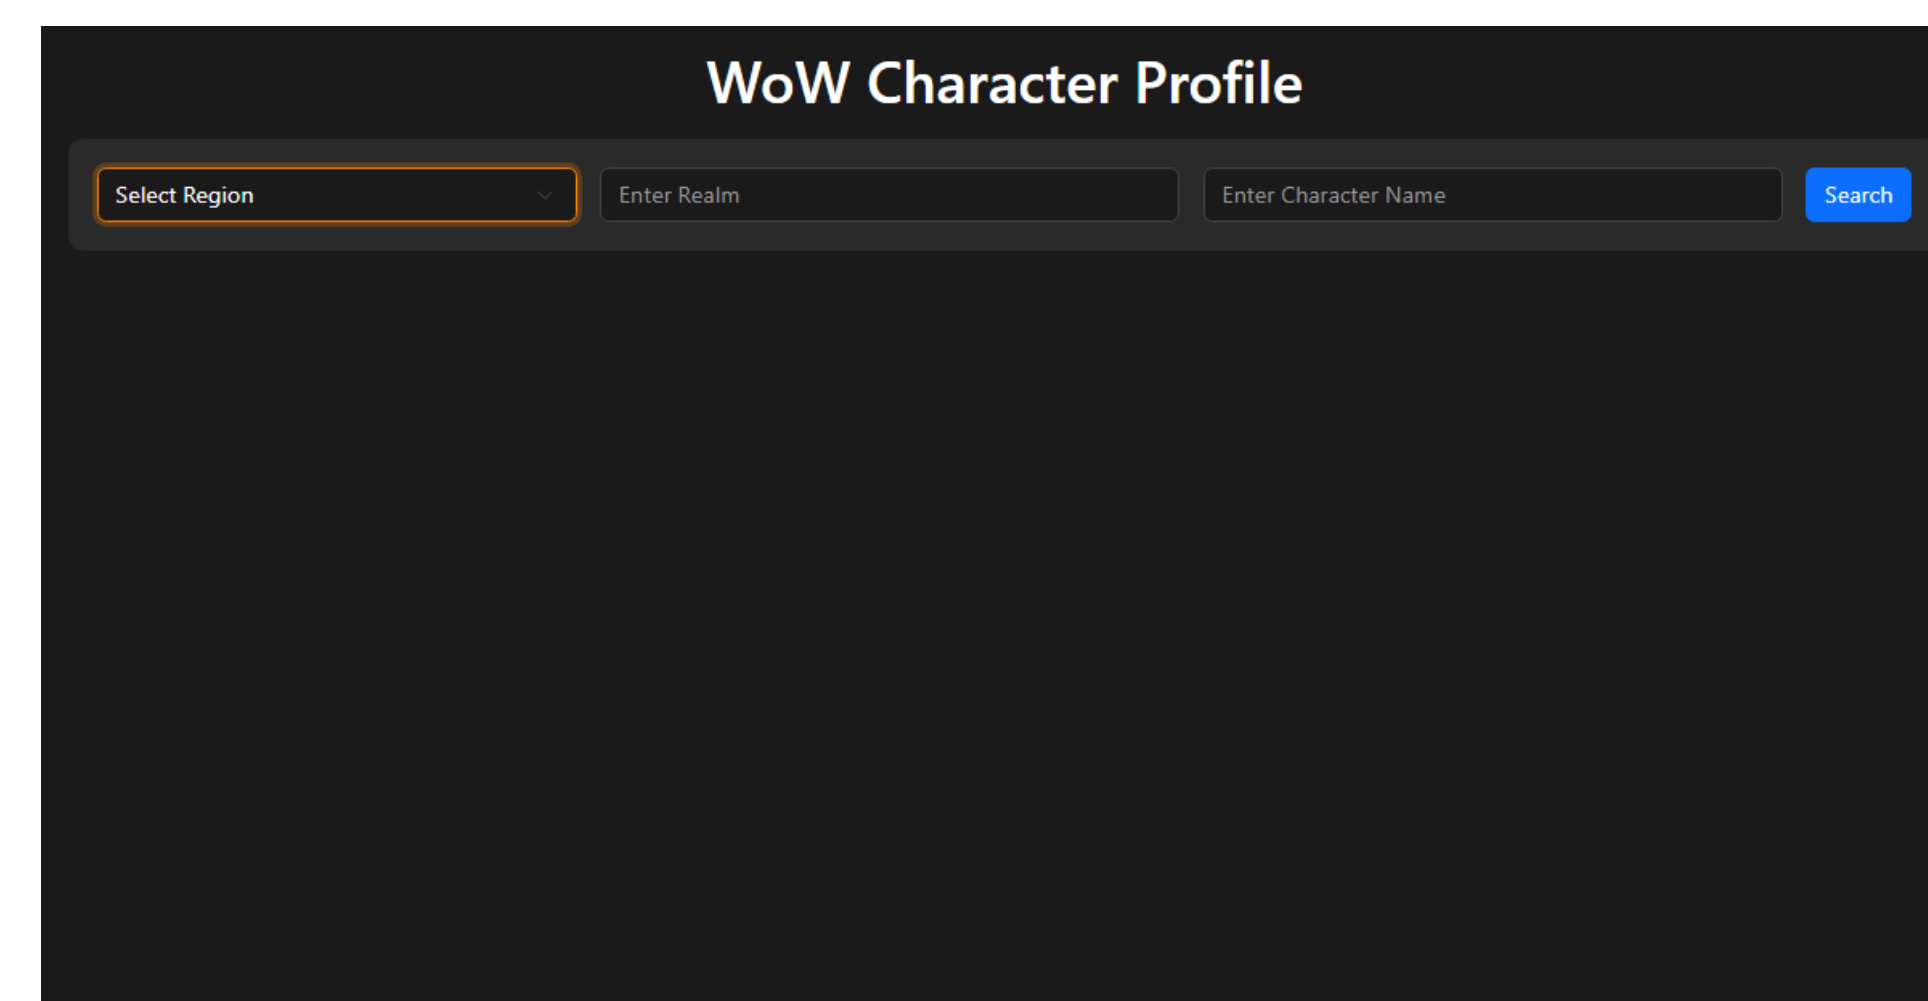 WoW Character Profile
Select Region
Enter Realm
Enter Character Name
Search